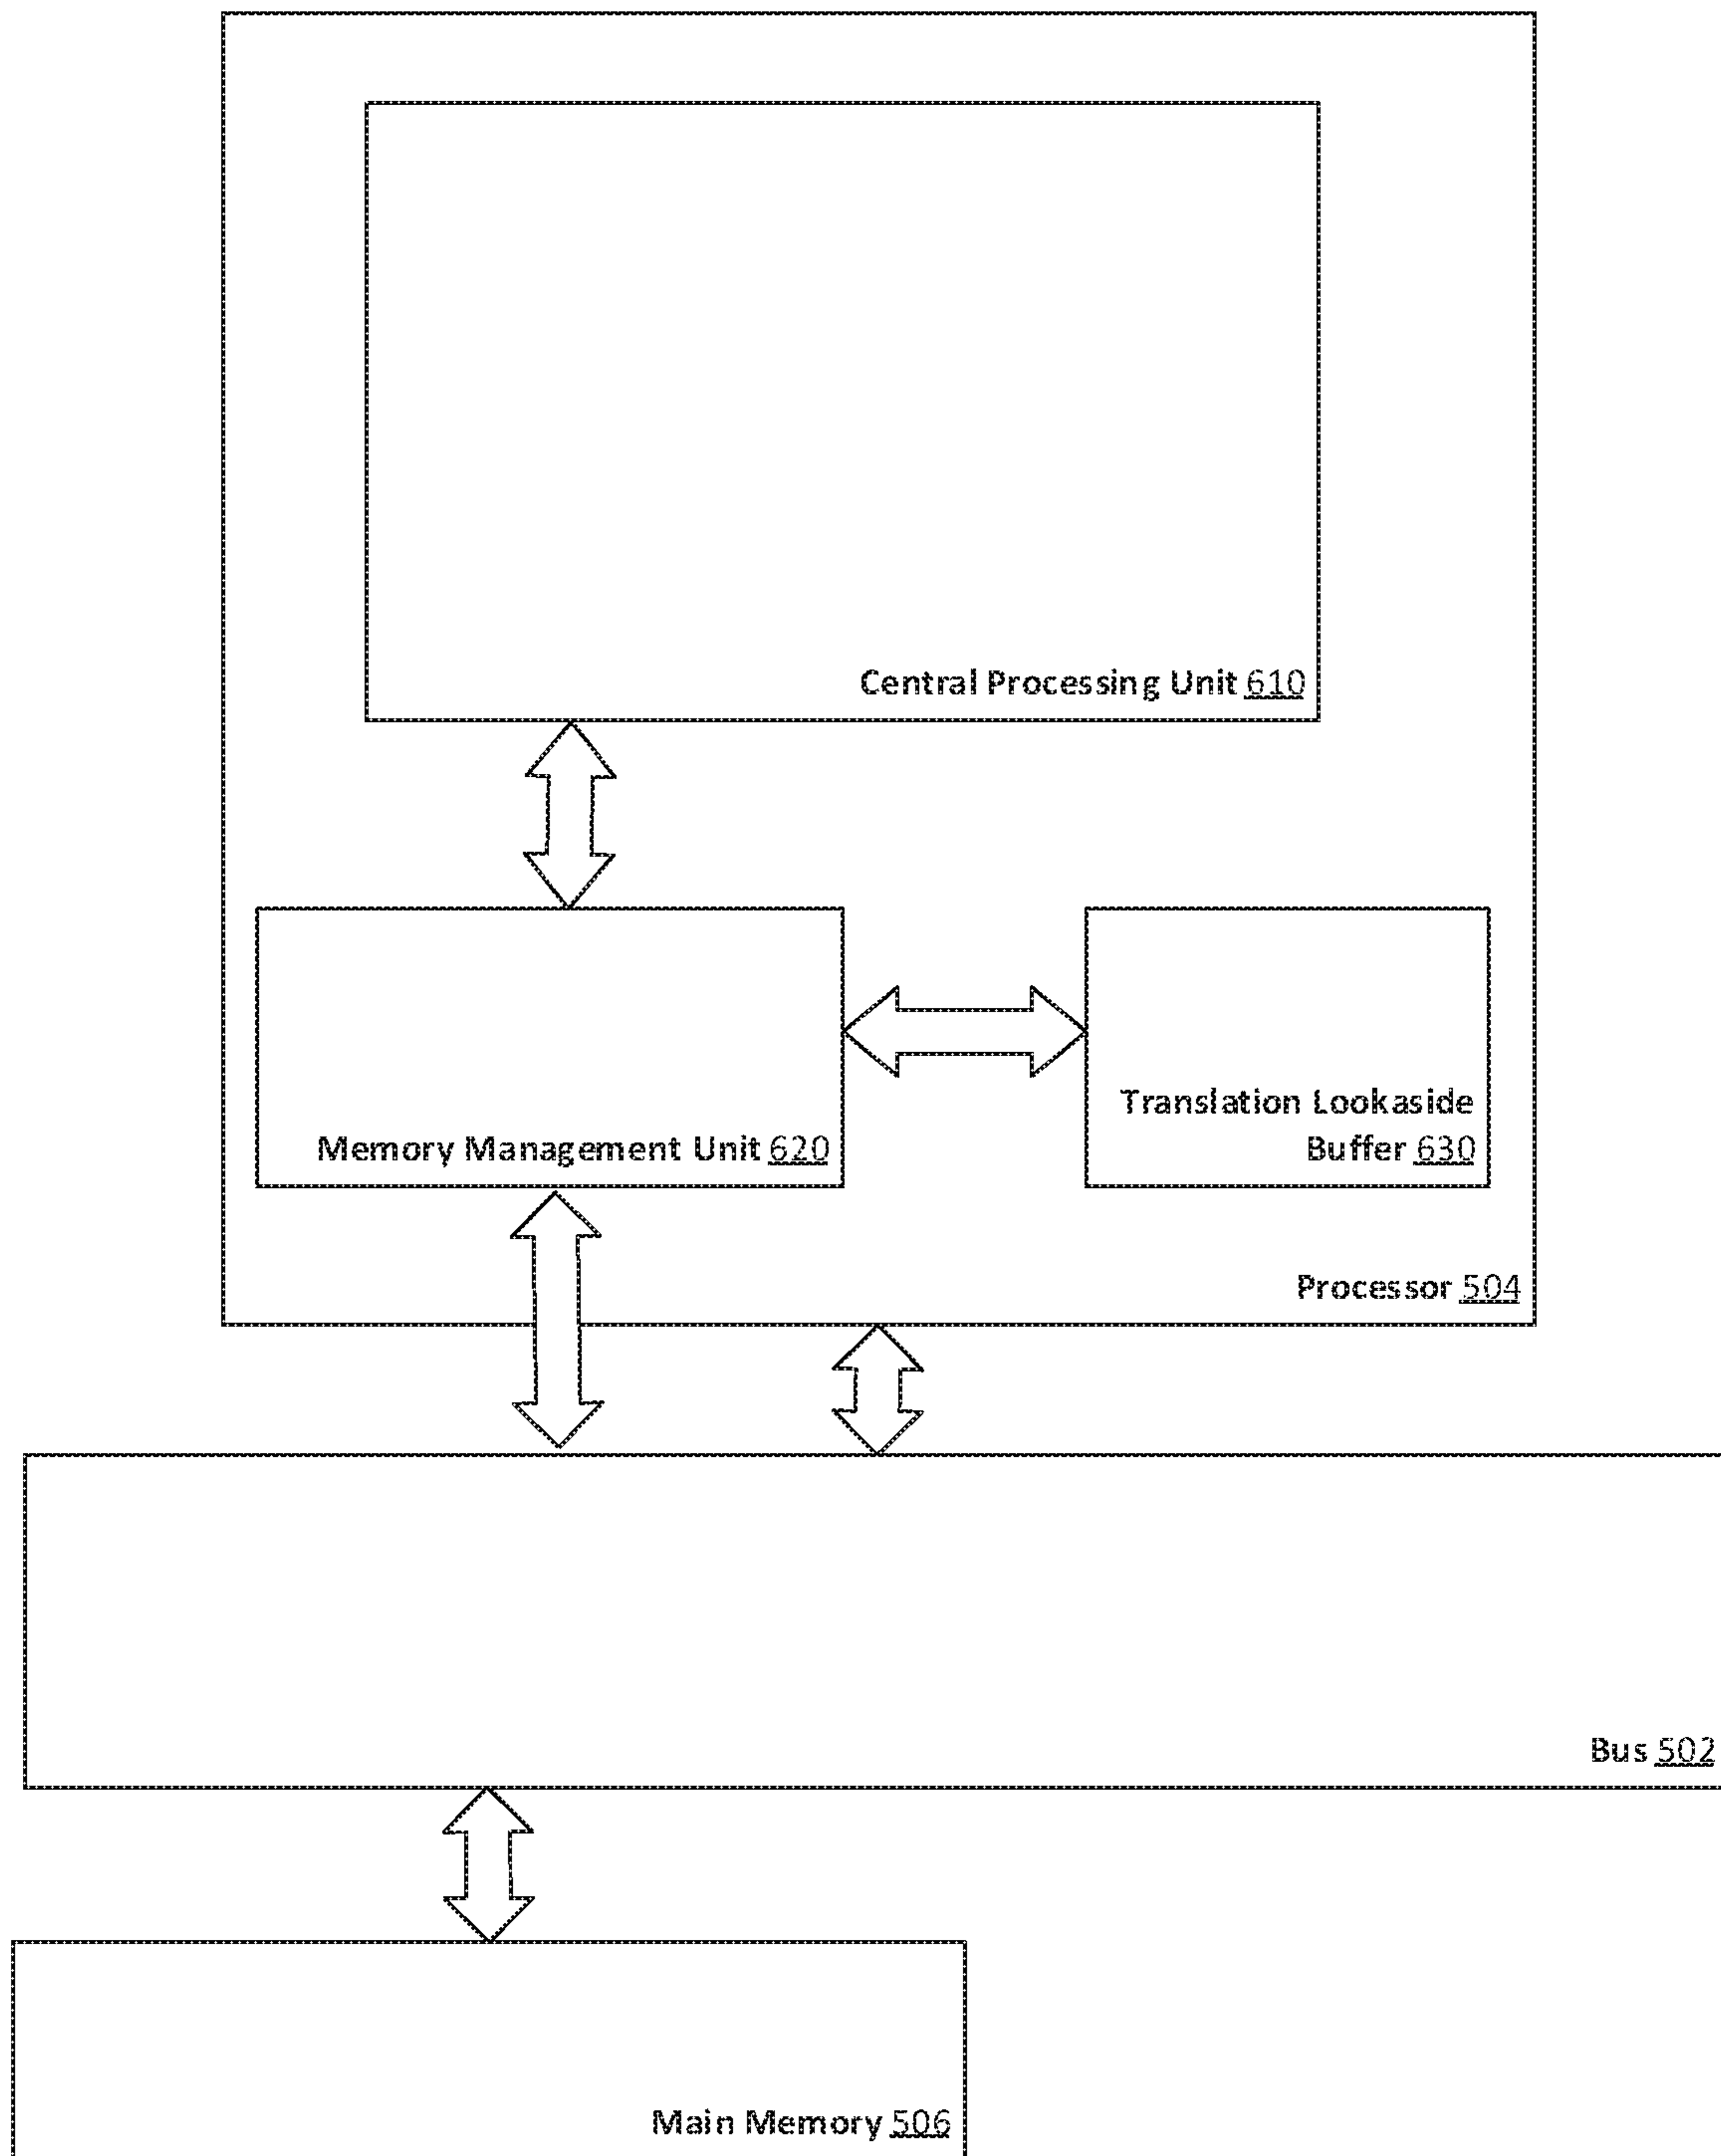 Central Processing Unit 610
Translation Lookaside
Memory Management Unit 620
Buffer 630
Processor 504
Bus 502
Main Memory 506